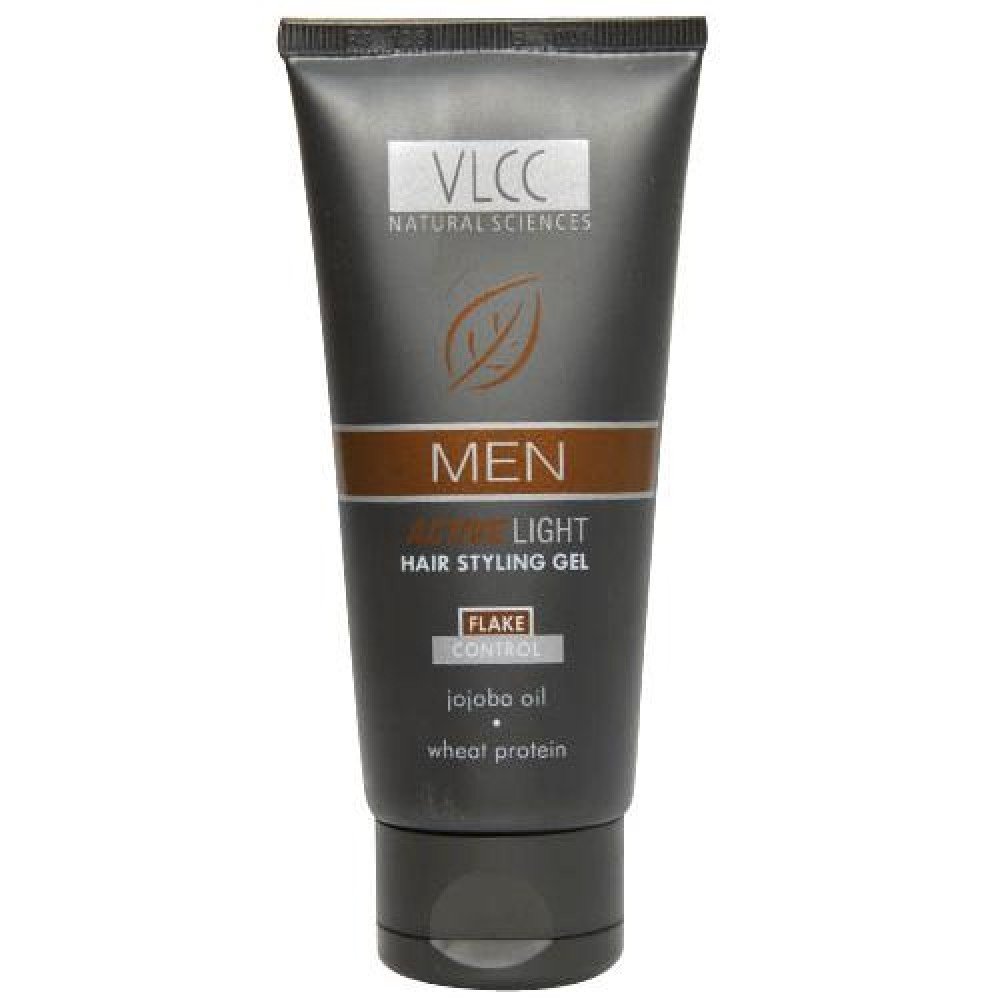 VLCC
NATURAL SCIENCES
MEN
ACTIVE LIGHT
HAIR STYLING GEL
FLAKE
CONTROL
jojoba oil
•
wheat protein